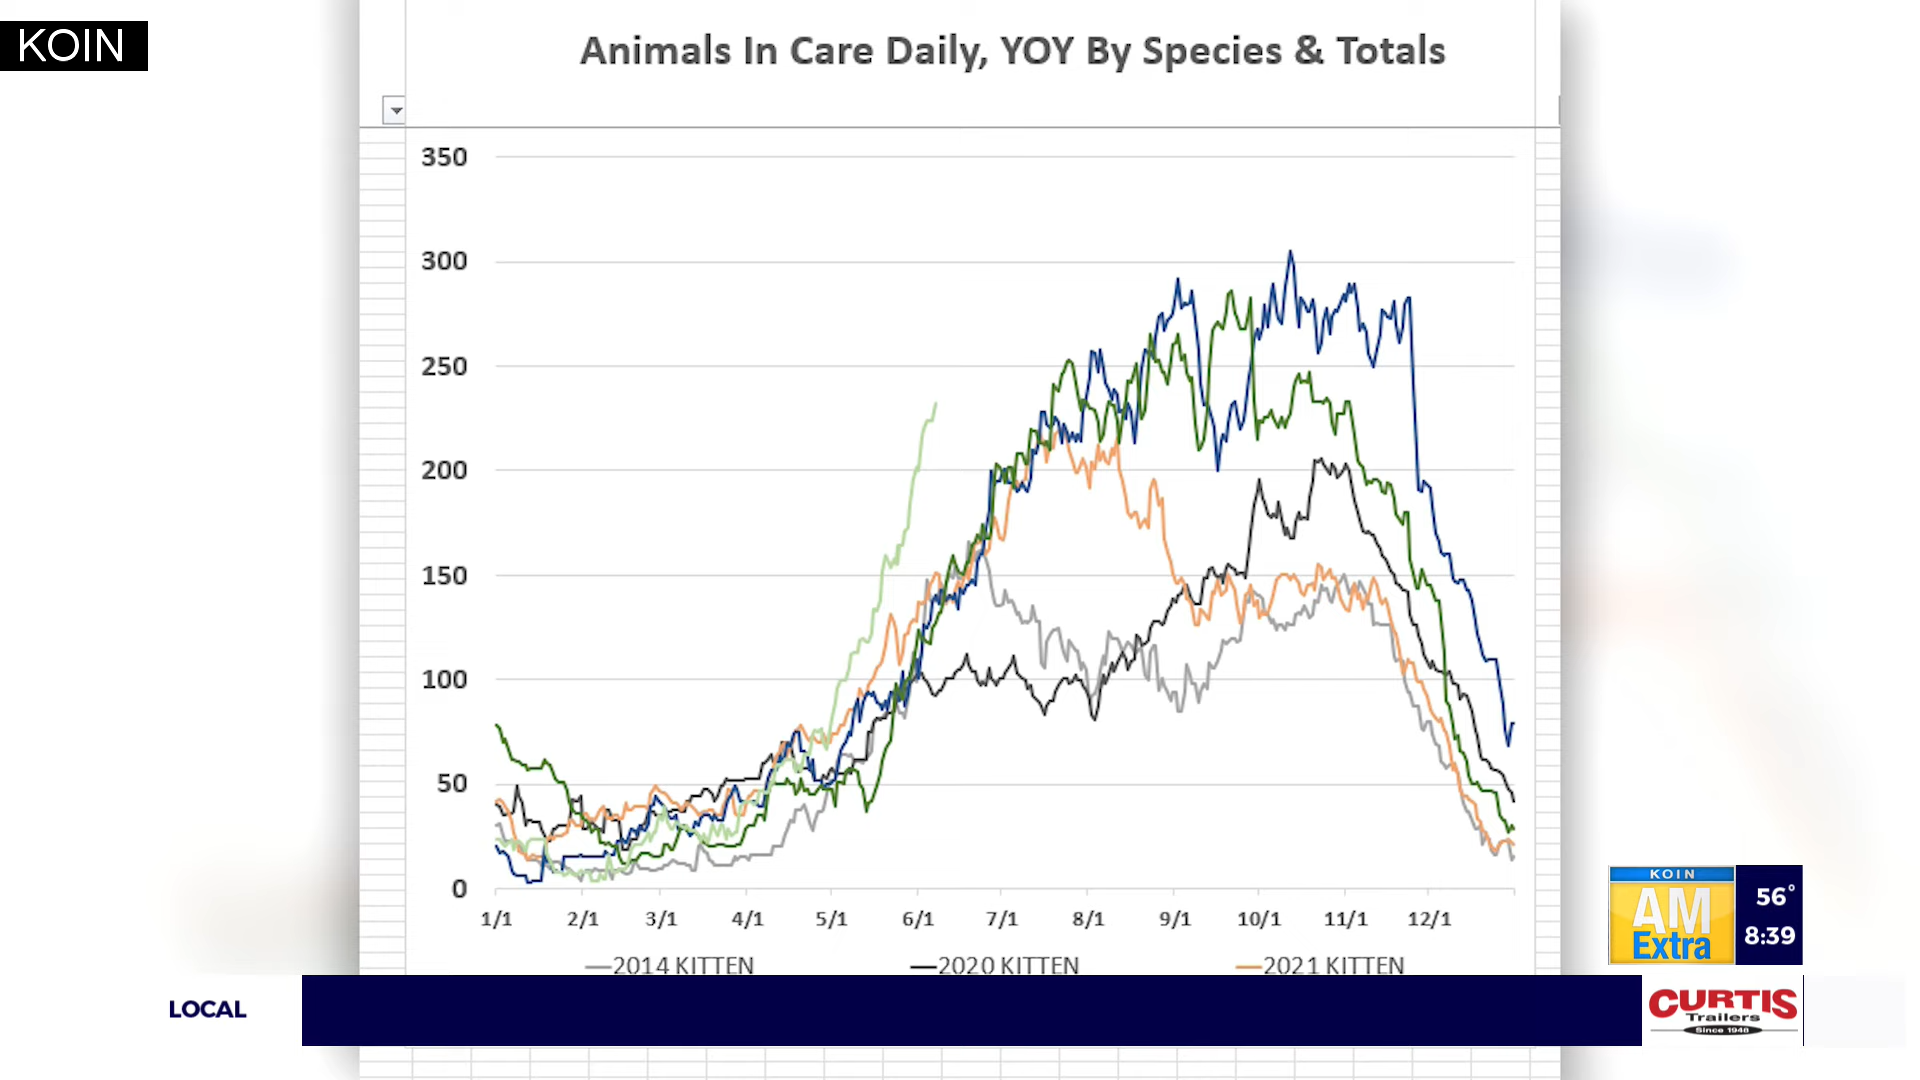 KOIN
Animals In Care Daily, YOY By Species & Totals
350
300
250
200
150
100
50
0
1/1 2/1 3/1 4/1 5/1 6/1 7/1 8/1 9/1 10/1 11/1 12/1
2014 KITTEN 2020 KITTEN 2021 KITTEN
KOIN
AM
Extra
56°
8:39
LOCAL
CURTIS
Trailers
Since 1948